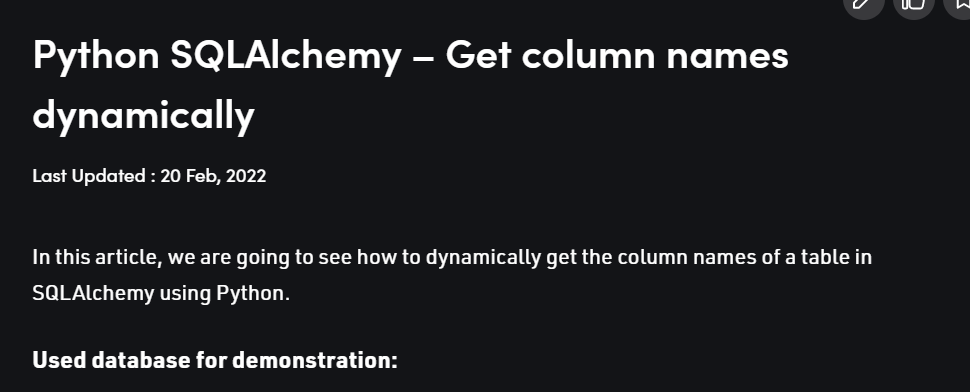 Python SQLAlchemy – Get column names
dynamically
Last Updated : 20 Feb, 2022
In this article, we are going to see how to dynamically get the column names of a table in
SQLAlchemy using Python.
Used database for demonstration: